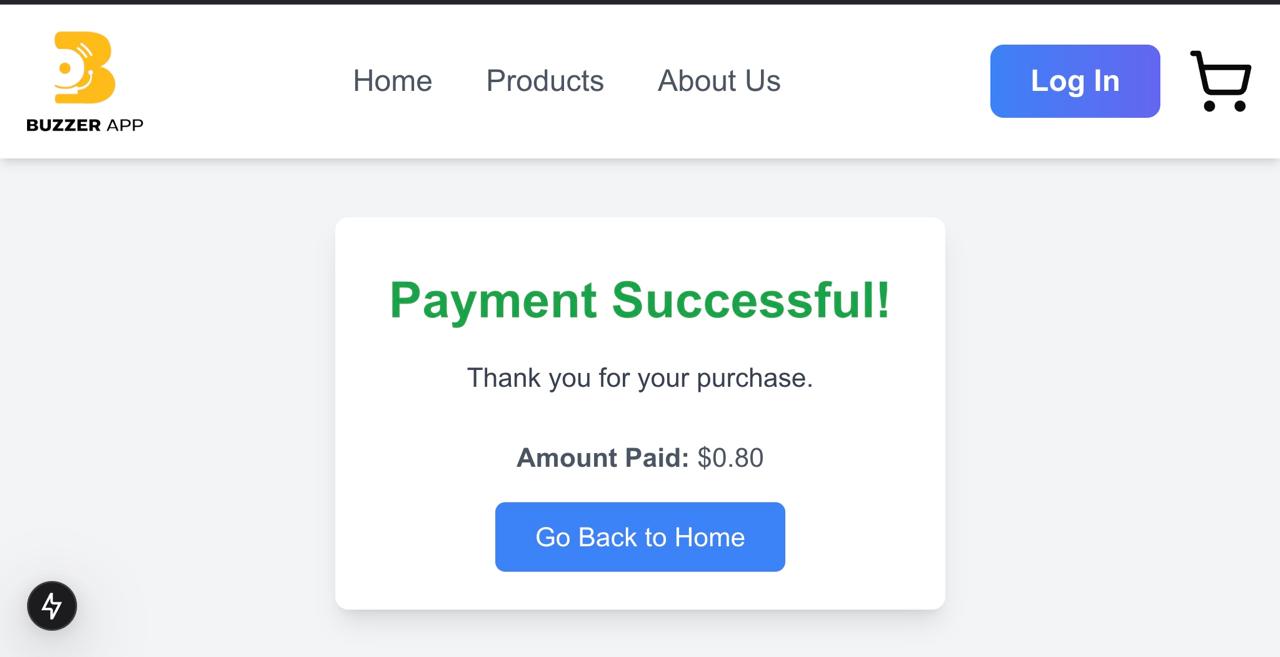 BUZZER APP
Home
Products
About Us
Log In
Payment Successful!
Thank you for your purchase.
Amount Paid: $0.80
Go Back to Home